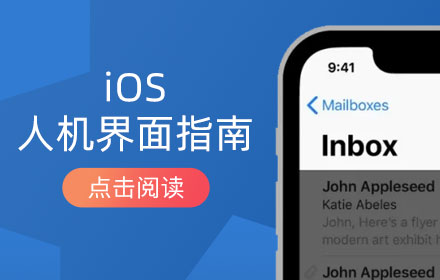 iOS
人机界面指南
点击阅读
9:41
Mailboxes
Inbox
John Appleseed
Katie Abeles
John, Here's a flyer
modern art exhibit h
John Appleseed